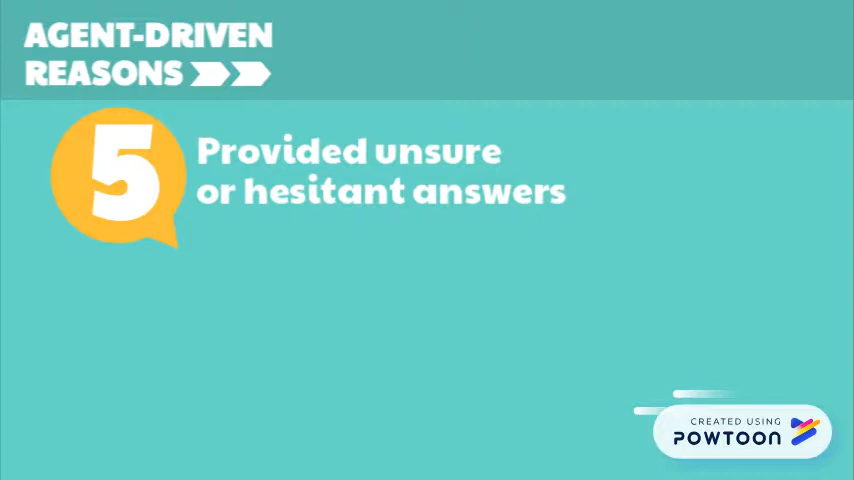 AGENT-DRIVEN
REASONS
5
Provided unsure
or hesitant answers
CREATED USING
POWTOON